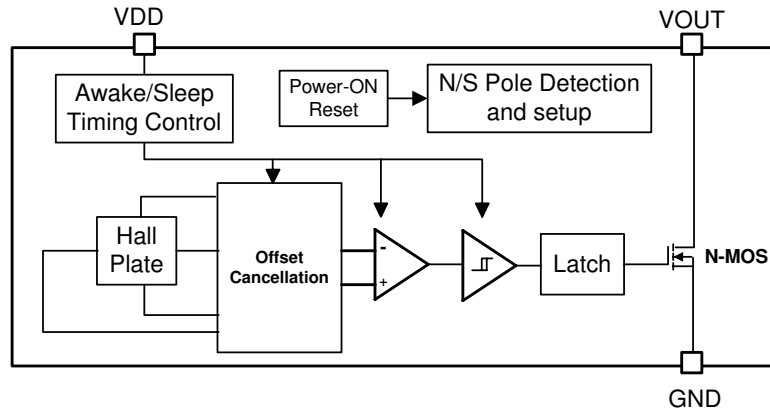 VDD
VOUT
Awake/Sleep
Timing Control
Power-ON
Reset
N/S Pole Detection
and setup
Hall
Plate
Offset
Cancellation
-
+
Latch
N-MOS
GND